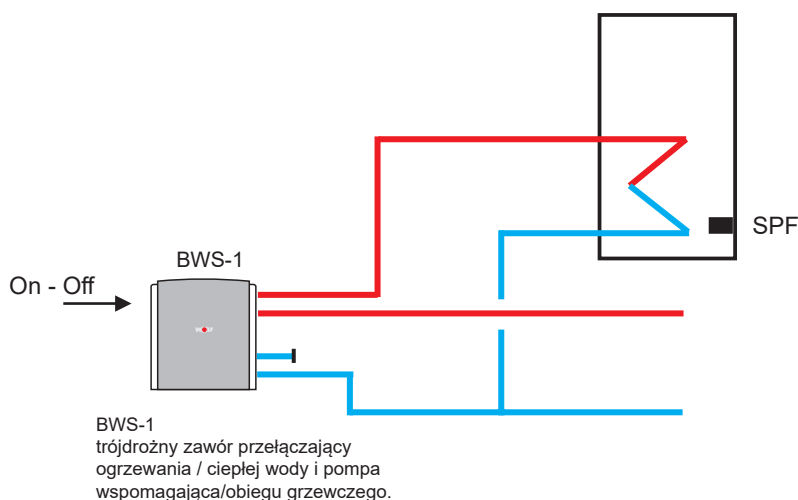 SPF
BWS-1
On - Off
BWS-1
trójdrożny zawór przełączający
ogrzewania / ciepłej wody i pompa
wspomagająca/obiegu grzewczego.